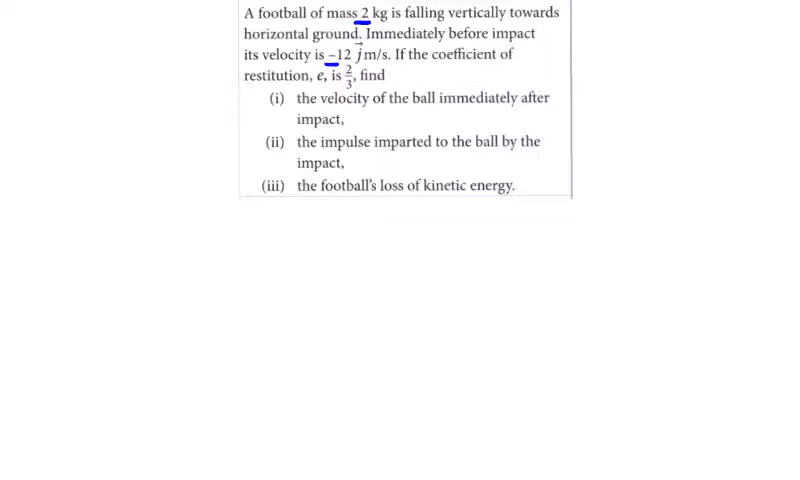 A football of mass 2 kg is falling vertically towards
horizontal ground. Immediately before impact
its velocity is −12 j⃗ m/s. If the coefficient of
restitution, e, is 2/3, find
(i) the velocity of the ball immediately after
impact,
(ii) the impulse imparted to the ball by the
impact,
(iii) the football's loss of kinetic energy.